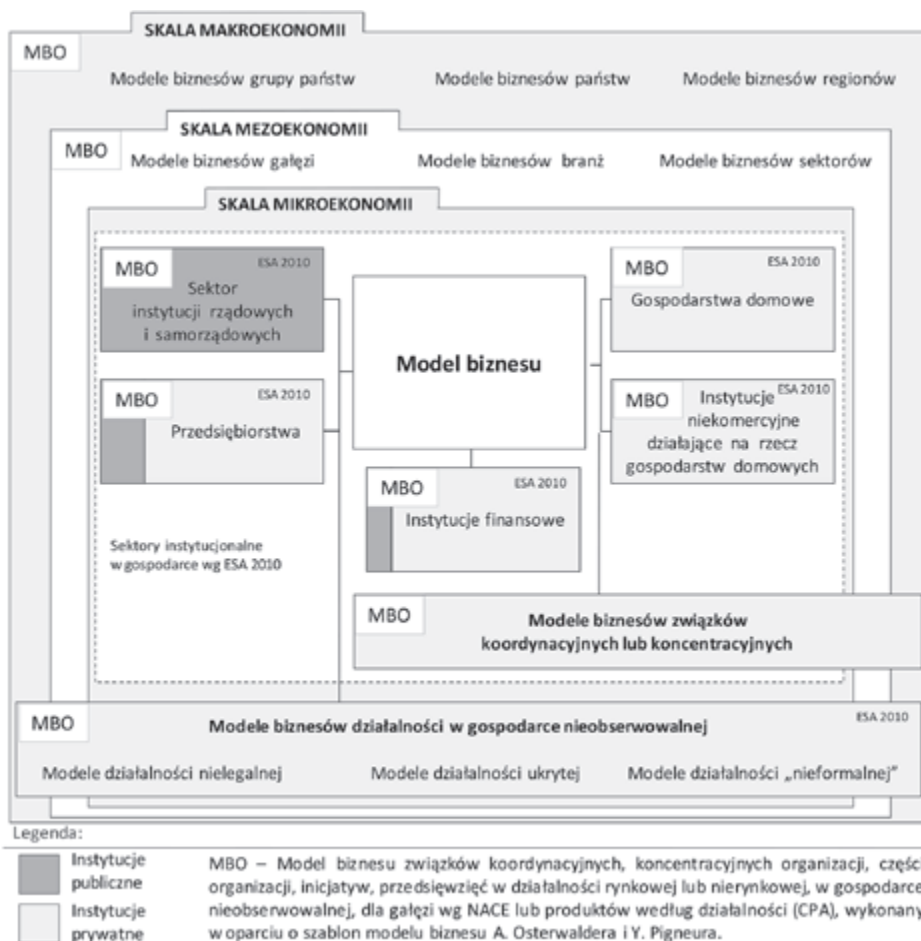 SKALA MAKROEKONOMII
MBO
Modele biznesów grupy państw
Modele biznesów państw
Modele biznesów regionów
SKALA MEZOEKONOMII
MBO
Modele biznesów gałęzi
Modele biznesów branż
Modele biznesów sektorów
SKALA MIKROEKONOMII
MBO
ESA 2010
Sektor
instytucji rządowych
i samorządowych
MBO
ESA 2010
Przedsiębiorstwa
Model biznesu
MBO
ESA 2010
Gospodarstwa domowe
MBO
ESA 2010
Instytucje
niekomercyjne
działające na rzecz
gospodarstw domowych
MBO
ESA 2010
Instytucje finansowe
Sektory instytucjonalne
w gospodarce wg ESA 2010
MBO
Modele biznesów związków
koordynacyjnych lub koncentracyjnych
MBO
ESA 2010
Modele biznesów działalności w gospodarce nieobserwowalnej
Modele działalności nielegalnej
Modele działalności ukrytej
Modele działalności „nieformalnej”
Legenda:
Instytucje
publiczne
Instytucje
prywatne
MBO – Model biznesu związków koordynacyjnych, koncentracyjnych organizacji, części
organizacji, inicjatyw, przedsięwzięć w działalności rynkowej lub nierynkowej, w gospodarce
nieobserwowalnej, dla gałęzi wg NACE lub produktów według działalności (CPA), wykonany
w oparciu o szablon modelu biznesu A. Osterwaldera i Y. Pigneura.